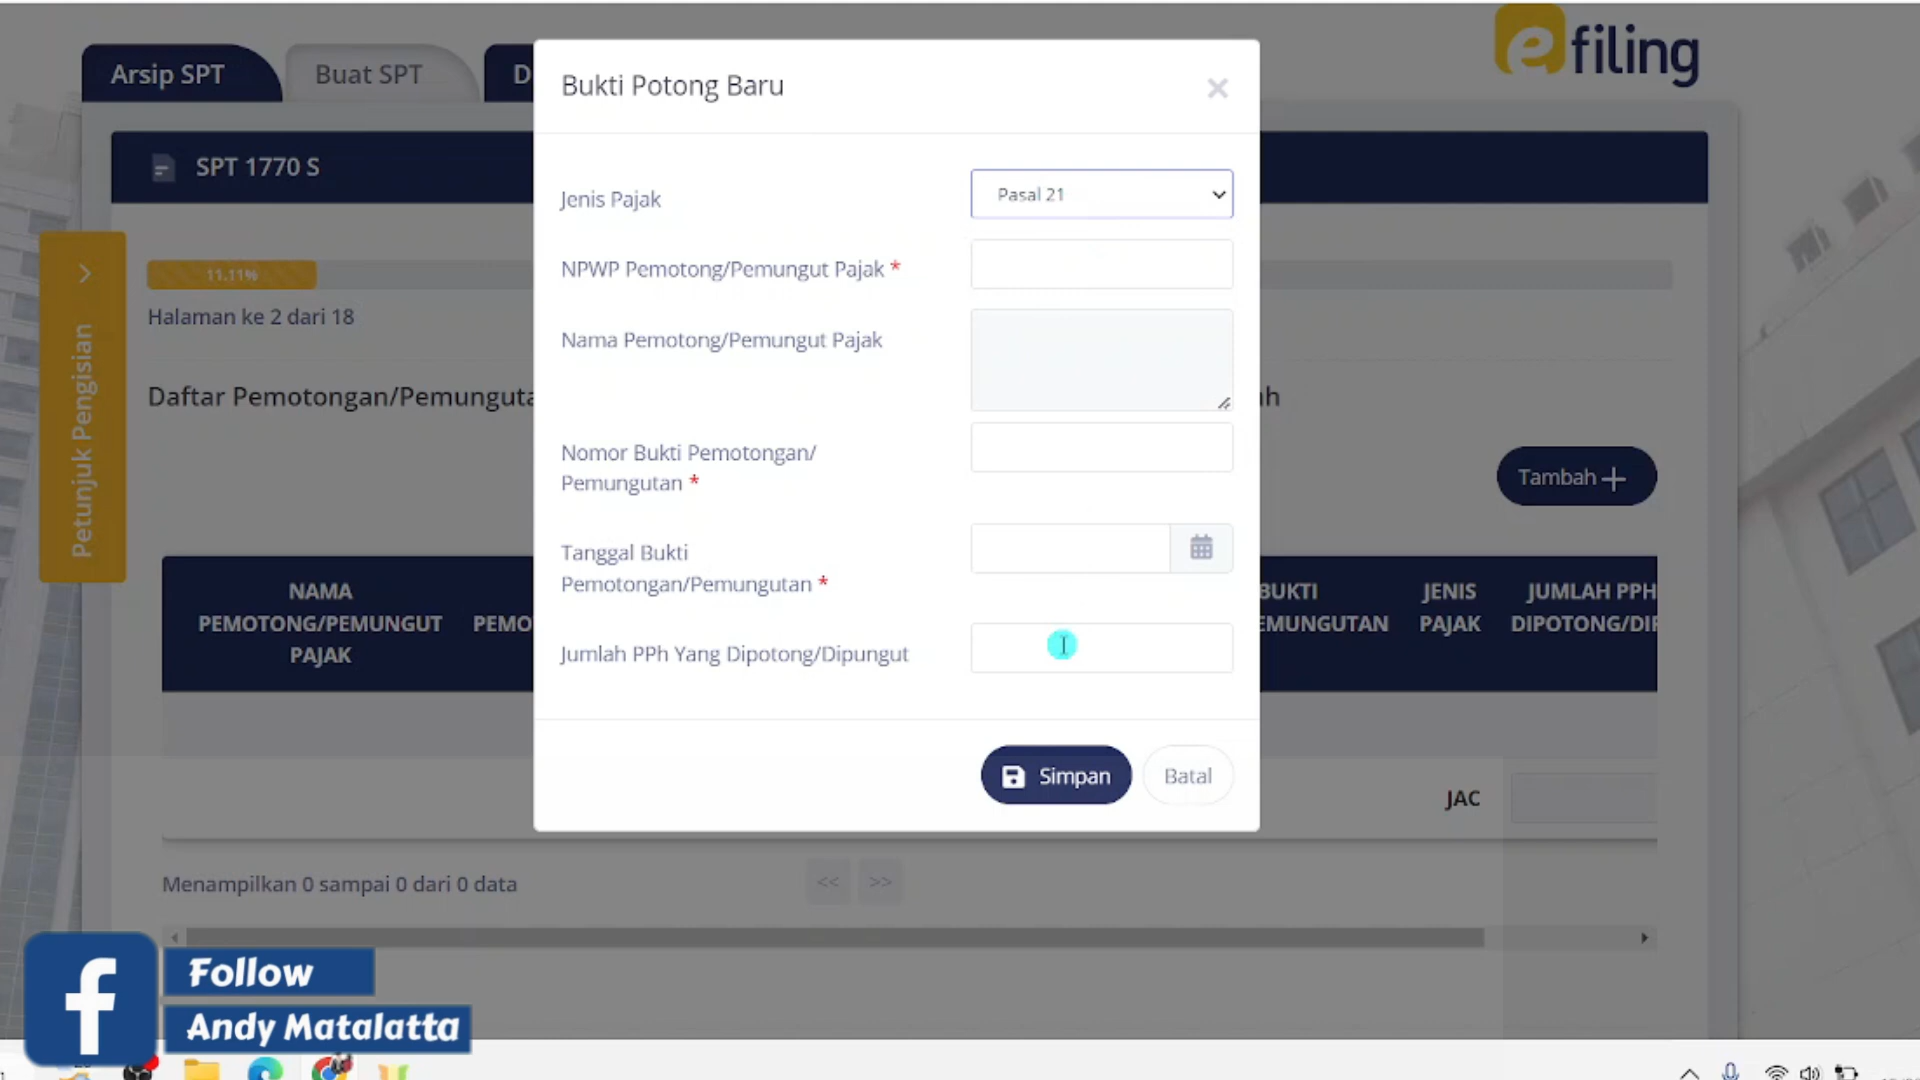 efiling
Arsip SPT
Buat SPT
D
Bukti Potong Baru
×
SPT 1770 S
Jenis Pajak
Pasal 21
NPWP Pemotong/Pemungut Pajak *
11.11%
Halaman ke 2 dari 18
Petunjuk Pengisian
Nama Pemotong/Pemungut Pajak
Daftar Pemotongan/Pemunguta
ah
Nomor Bukti Pemotongan/
Pemungutan *
Tambah +
Tanggal Bukti
Pemotongan/Pemungutan *
NAMA
PEMOTONG/PEMUNGUT
PAJAK
PEMO
BUKTI
EMUNGUTAN
JENIS
PAJAK
JUMLAH PPH
DIPOTONG/DI
Jumlah PPh Yang Dipotong/Dipungut
Simpan
Batal
JAC
Menampilkan 0 sampai 0 dari 0 data
<<
>>
f
Follow
Andy Matalatta